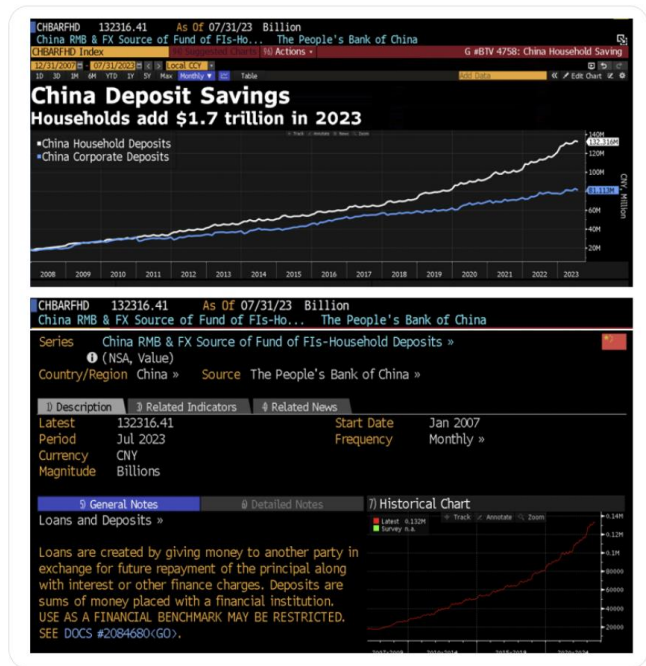 CHBARFHD 132316.41 As Of 07/31/23 Billion
China RMB & FX Source of Fund of FIs-Ho... The People's Bank of China
CHBARFHD Index 94) Suggested Charts 96) Actions G #BTV 4758: China Household Saving
12/31/2007 - 07/31/2023 < > Local CCY
1D 3D 1M 6M YTD 1Y 5Y Max Monthly ▼ Table Add Data « Edit Chart
China Deposit Savings
Households add $1.7 trillion in 2023
Track Annotate News Zoom
China Household Deposits
China Corporate Deposits
140M
132.316M
120M
100M
81.113M
60M
40M
20M
CNY, Million
2008 2009 2010 2011 2012 2013 2014 2015 2016 2017 2018 2019 2020 2021 2022 2023
CHBARFHD 132316.41 As Of 07/31/23 Billion
China RMB & FX Source of Fund of FIs-Ho... The People's Bank of China
Series China RMB & FX Source of Fund of FIs-Household Deposits »
(NSA, Value)
Country/Region China » Source The People's Bank of China »
1) Description 3) Related Indicators 4) Related News
Latest 132316.41 Start Date Jan 2007
Period Jul 2023 Frequency Monthly »
Currency CNY
Magnitude Billions
5) General Notes 6) Detailed Notes 7) Historical Chart
Loans and Deposits »
Loans are created by giving money to another party in
exchange for future repayment of the principal along
with interest or other finance charges. Deposits are
sums of money placed with a financial institution.
USE AS A FINANCIAL BENCHMARK MAY BE RESTRICTED.
SEE DOCS #2084680<GO>.
Track Annotate Zoom
Latest 0.132M
Survey n.a.
0.14M
0.12M
0.1M
80000
60000
40000
20000